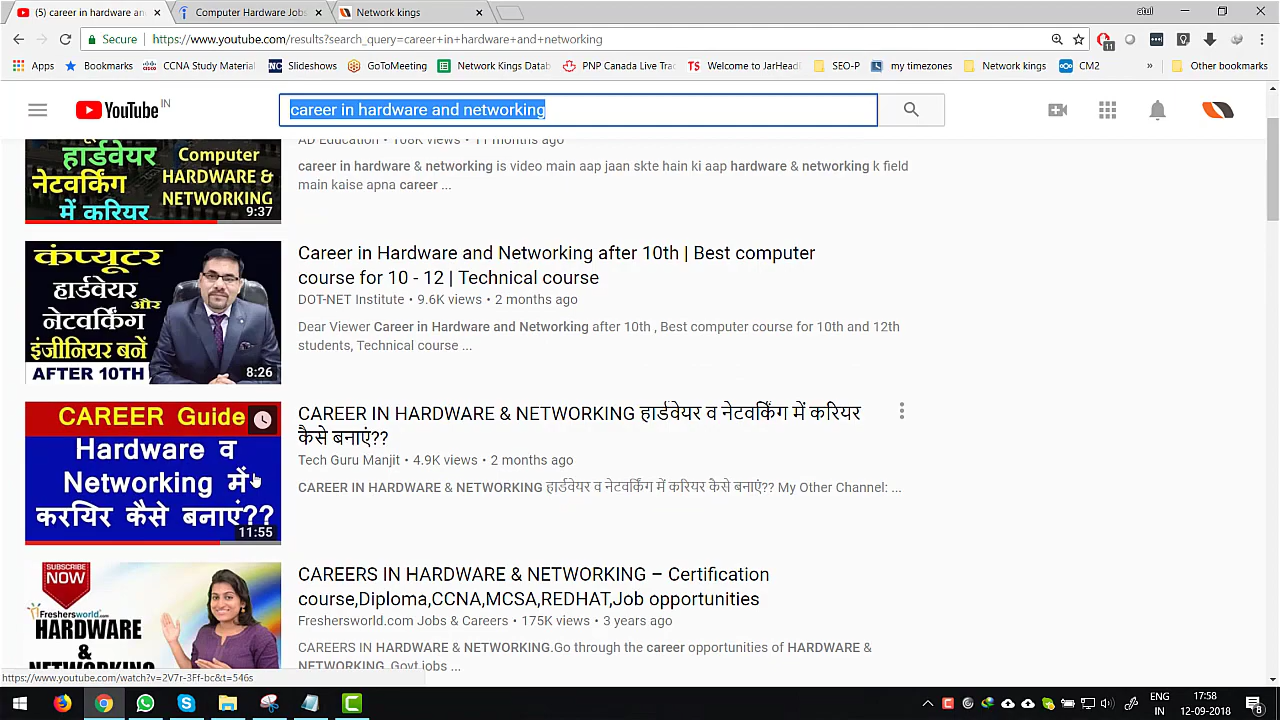 (5) career in hardware an
Computer Hardware Jobs
Network kings
atul
Secure
https://www.youtube.com/results?search_query=career+in+hardware+and+networking
11
Apps
Bookmarks
CCNA Study Material
Slideshows
GoToMeeting
Network Kings Datab
PNP Canada Live Tra
TS Welcome to JarHead
SEO-P
my timezones
Network kings
CM2
»
Other bookmarks
YouTube IN
career in hardware and networking
AD Education • 168K views • 11 months ago
career in hardware & networking is video main aap jaan skte hain ki aap hardware & networking k field
main kaise apna career ...
हार्डवेयर
नेटवर्किंग
में करियर
Computer
HARDWARE &
NETWORKING
9:37
कंप्यूटर
हार्डवेयर
और
नेटवर्किंग
इंजीनियर बनें
AFTER 10TH
8:26
Career in Hardware and Networking after 10th | Best computer
course for 10 - 12 | Technical course
DOT-NET Institute • 9.6K views • 2 months ago
Dear Viewer Career in Hardware and Networking after 10th , Best computer course for 10th and 12th
students, Technical course ...
CAREER Guide
Hardware व
Networking में
करयिर कैसे बनाएं??
11:55
CAREER IN HARDWARE & NETWORKING हार्डवेयर व नेटवर्किंग में करियर
कैसे बनाएं??
Tech Guru Manjit • 4.9K views • 2 months ago
CAREER IN HARDWARE & NETWORKING हार्डवेयर व नेटवर्किंग में करियर कैसे बनाएं?? My Other Channel: ...
SUBSCRIBE
NOW
Freshersworld.com
HARDWARE
&
NETWORKING
CAREERS IN HARDWARE & NETWORKING – Certification
course,Diploma,CCNA,MCSA,REDHAT,Job opportunities
Freshersworld.com Jobs & Careers • 175K views • 3 years ago
CAREERS IN HARDWARE & NETWORKING.Go through the career opportunities of HARDWARE &
NETWORKING. Govt jobs ...
https://www.youtube.com/watch?v=2V7r-3Ff-bc&t=546s
ENG
IN
17:58
12-09-2018
8